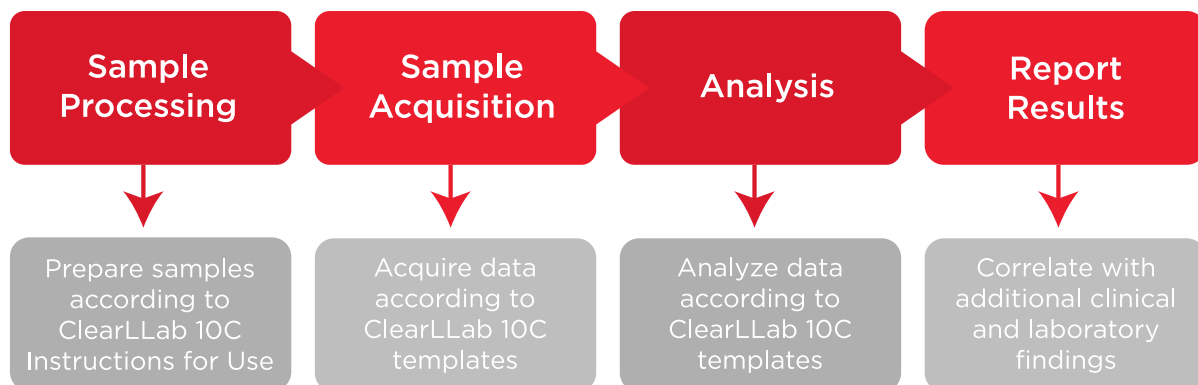 Sample
Processing
Sample
Acquisition
Analysis
Report
Results
Prepare samples
according to
ClearLLab 10C
Instructions for Use
Acquire data
according to
ClearLLab 10C
templates
Analyze data
according to
ClearLLab 10C
templates
Correlate with
additional clinical
and laboratory
findings